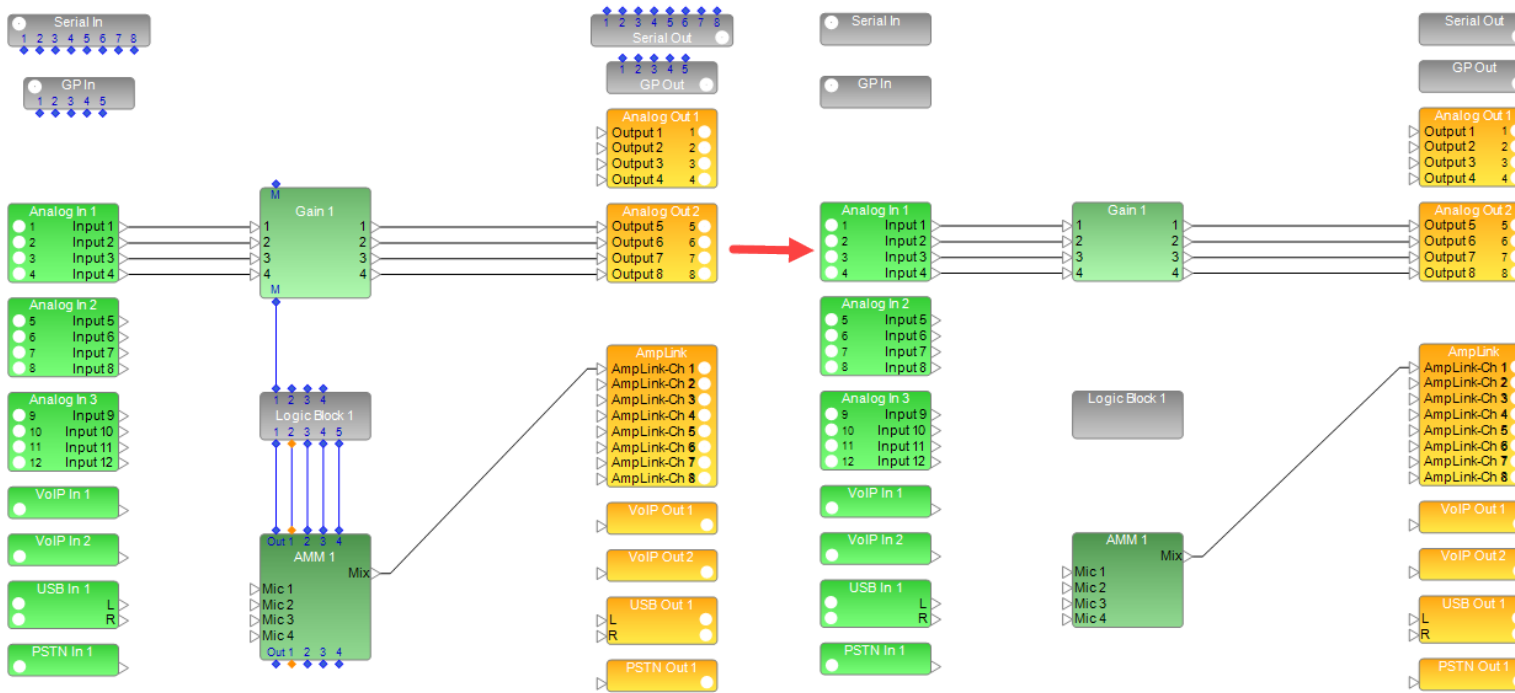 Serial In
1 2 3 4 5 6 7 8
GP In
1 2 3 4 5
Analog In 1
1 Input 1
2 Input 2
3 Input 3
4 Input 4
Analog In 2
5 Input 5
6 Input 6
7 Input 7
8 Input 8
Analog In 3
9 Input 9
10 Input 10
11 Input 11
12 Input 12
VoIP In 1
VoIP In 2
USB In 1
L
R
PSTN In 1
M
Gain 1
1 1
2 2
3 3
4 4
M
1 2 3 4
Logic Block 1
1 2 3 4 5
Out 1 2 3 4
AMM 1
Mix
Mic 1
Mic 2
Mic 3
Mic 4
Out 1 2 3 4
1 2 3 4 5 6 7 8
Serial Out
1 2 3 4 5
GP Out
Analog Out 1
Output 1 1
Output 2 2
Output 3 3
Output 4 4
Analog Out 2
Output 5 5
Output 6 6
Output 7 7
Output 8 8
AmpLink
AmpLink-Ch 1
AmpLink-Ch 2
AmpLink-Ch 3
AmpLink-Ch 4
AmpLink-Ch 5
AmpLink-Ch 6
AmpLink-Ch 7
AmpLink-Ch 8
VoIP Out 1
VoIP Out 2
USB Out 1
L
R
PSTN Out 1
Serial In
GP In
Analog In 1
1 Input 1
2 Input 2
3 Input 3
4 Input 4
Analog In 2
5 Input 5
6 Input 6
7 Input 7
8 Input 8
Analog In 3
9 Input 9
10 Input 10
11 Input 11
12 Input 12
VoIP In 1
VoIP In 2
USB In 1
L
R
PSTN In 1
Gain 1
1 1
2 2
3 3
4 4
Logic Block 1
AMM 1
Mix
Mic 1
Mic 2
Mic 3
Mic 4
Serial Out
GP Out
Analog Out 1
Output 1 1
Output 2 2
Output 3 3
Output 4 4
Analog Out 2
Output 5 5
Output 6 6
Output 7 7
Output 8 8
AmpLink
AmpLink-Ch 1
AmpLink-Ch 2
AmpLink-Ch 3
AmpLink-Ch 4
AmpLink-Ch 5
AmpLink-Ch 6
AmpLink-Ch 7
AmpLink-Ch 8
VoIP Out 1
VoIP Out 2
USB Out 1
L
R
PSTN Out 1